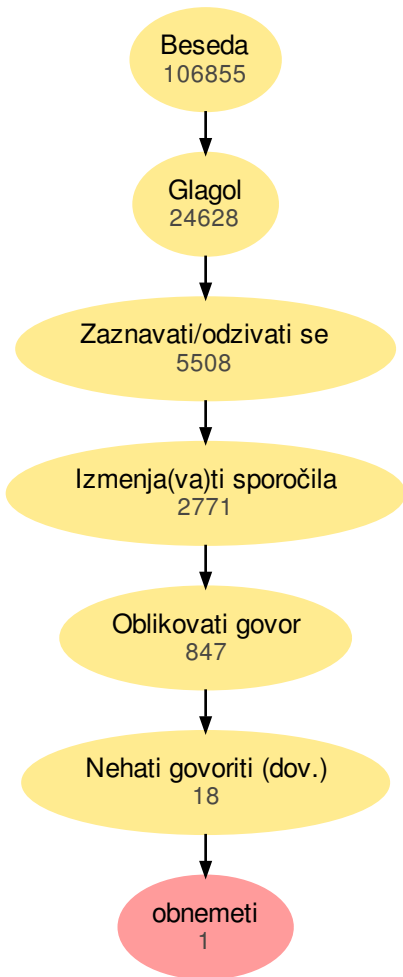 Beseda
106855
Glagol
24628
Zaznavati/odzivati se
5508
Izmenja(va)ti sporočila
2771
Oblikovati govor
847
Nehati govoriti (dov.)
18
obnemeti
1